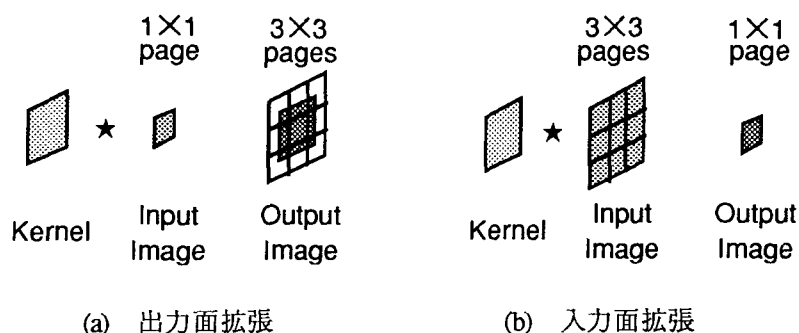 1×1
page
3×3
pages
Kernel
★
Input
Image
Output
Image
(a) 出力面拡張
3×3
pages
1×1
page
Kernel
★
Input
Image
Output
Image
(b) 入力面拡張